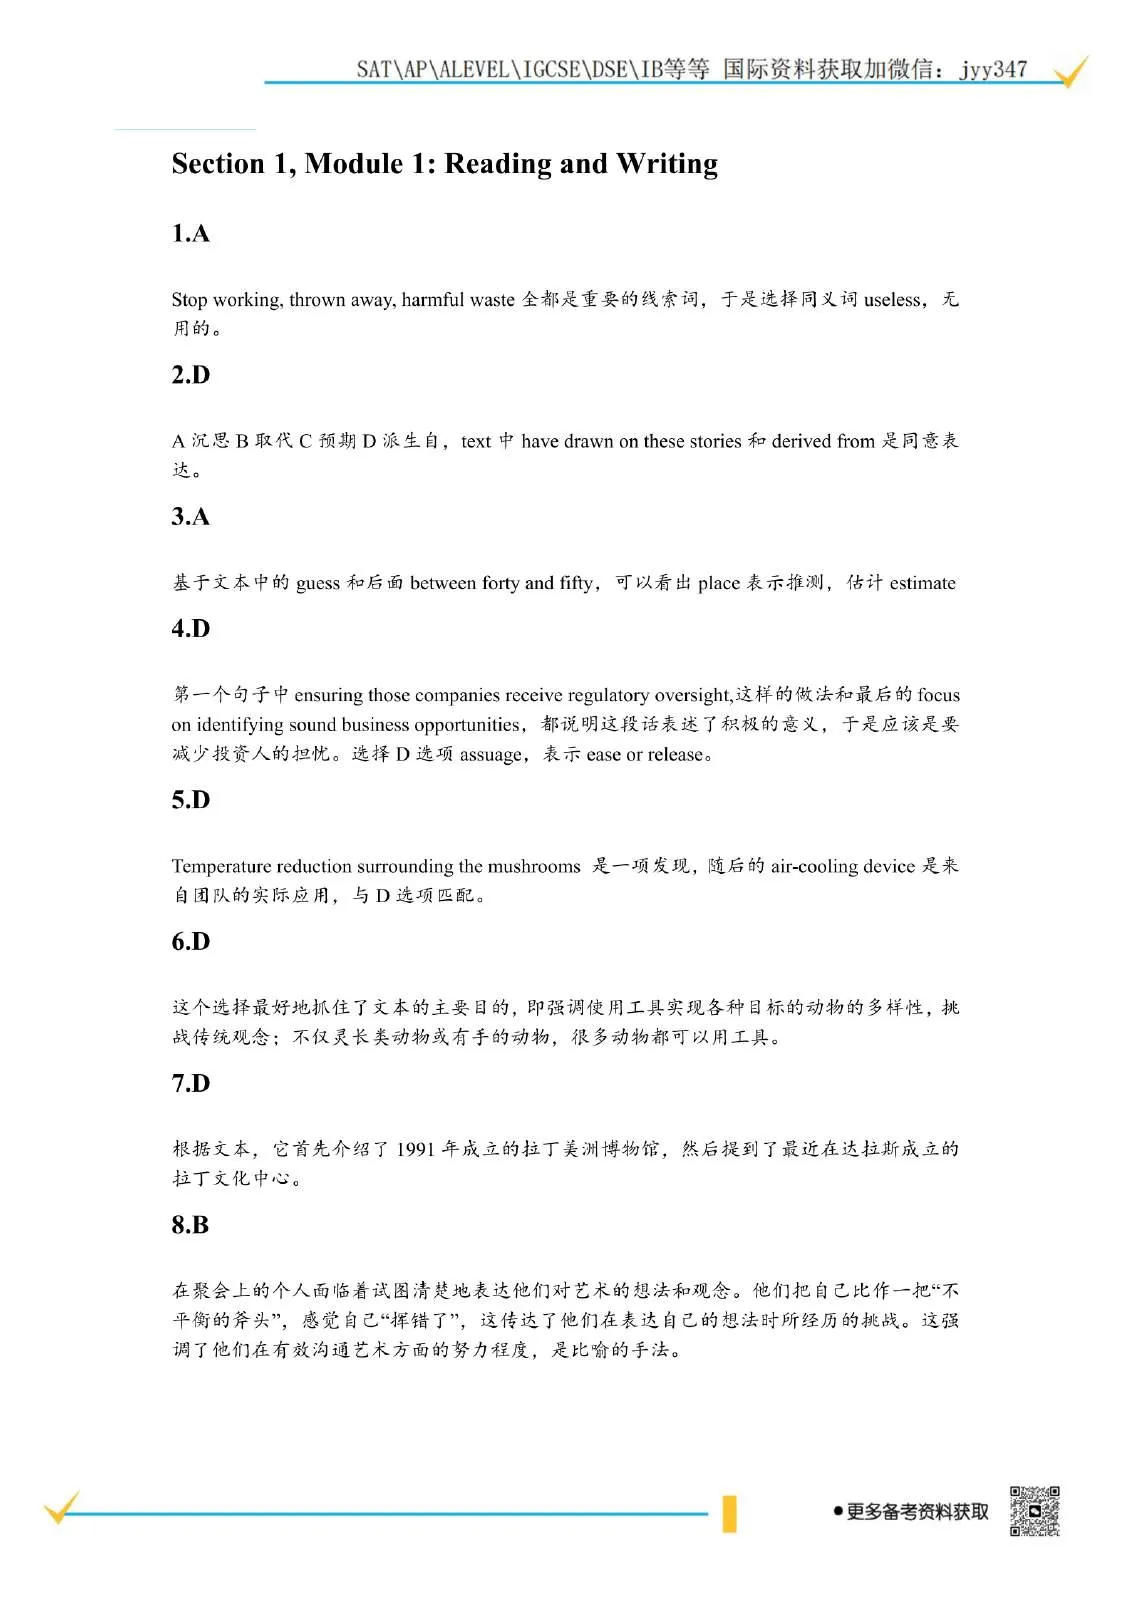 SAT\AP\ALEVEL\IGCSE\DSE\IB等等 国际资料获取加微信：jyy347
Section 1, Module 1: Reading and Writing
1.A
Stop working, thrown away, harmful waste 全都是重要的线索词，于是选择同义词 useless，无
用的。
2.D
A 沉思 B 取代 C 预期 D 派生自，text 中 have drawn on these stories 和 derived from 是同意表
达。
3.A
基于文本中的 guess 和后面 between forty and fifty，可以看出 place 表示推测，估计 estimate
4.D
第一个句子中 ensuring those companies receive regulatory oversight,这样的做法和最后的 focus
on identifying sound business opportunities，都说明这段话表述了积极的意义，于是应该是要
减少投资人的担忧。选择 D 选项 assuage，表示 ease or release。
5.D
Temperature reduction surrounding the mushrooms 是一项发现，随后的 air-cooling device 是来
自团队的实际应用，与 D 选项匹配。
6.D
这个选择最好地抓住了文本的主要目的，即强调使用工具实现各种目标的动物的多样性，挑
战传统观念；不仅灵长类动物或有手的动物，很多动物都可以用工具。
7.D
根据文本，它首先介绍了 1991 年成立的拉丁美洲博物馆，然后提到了最近在达拉斯成立的
拉丁文化中心。
8.B
在聚会上的个人面临着试图清楚地表达他们对艺术的想法和观念。他们把自己比作一把“不
平衡的斧头”，感觉自己“挥错了”，这传达了他们在表达自己的想法时所经历的挑战。这强
调了他们在有效沟通艺术方面的努力程度，是比喻的手法。
●更多备考资料获取